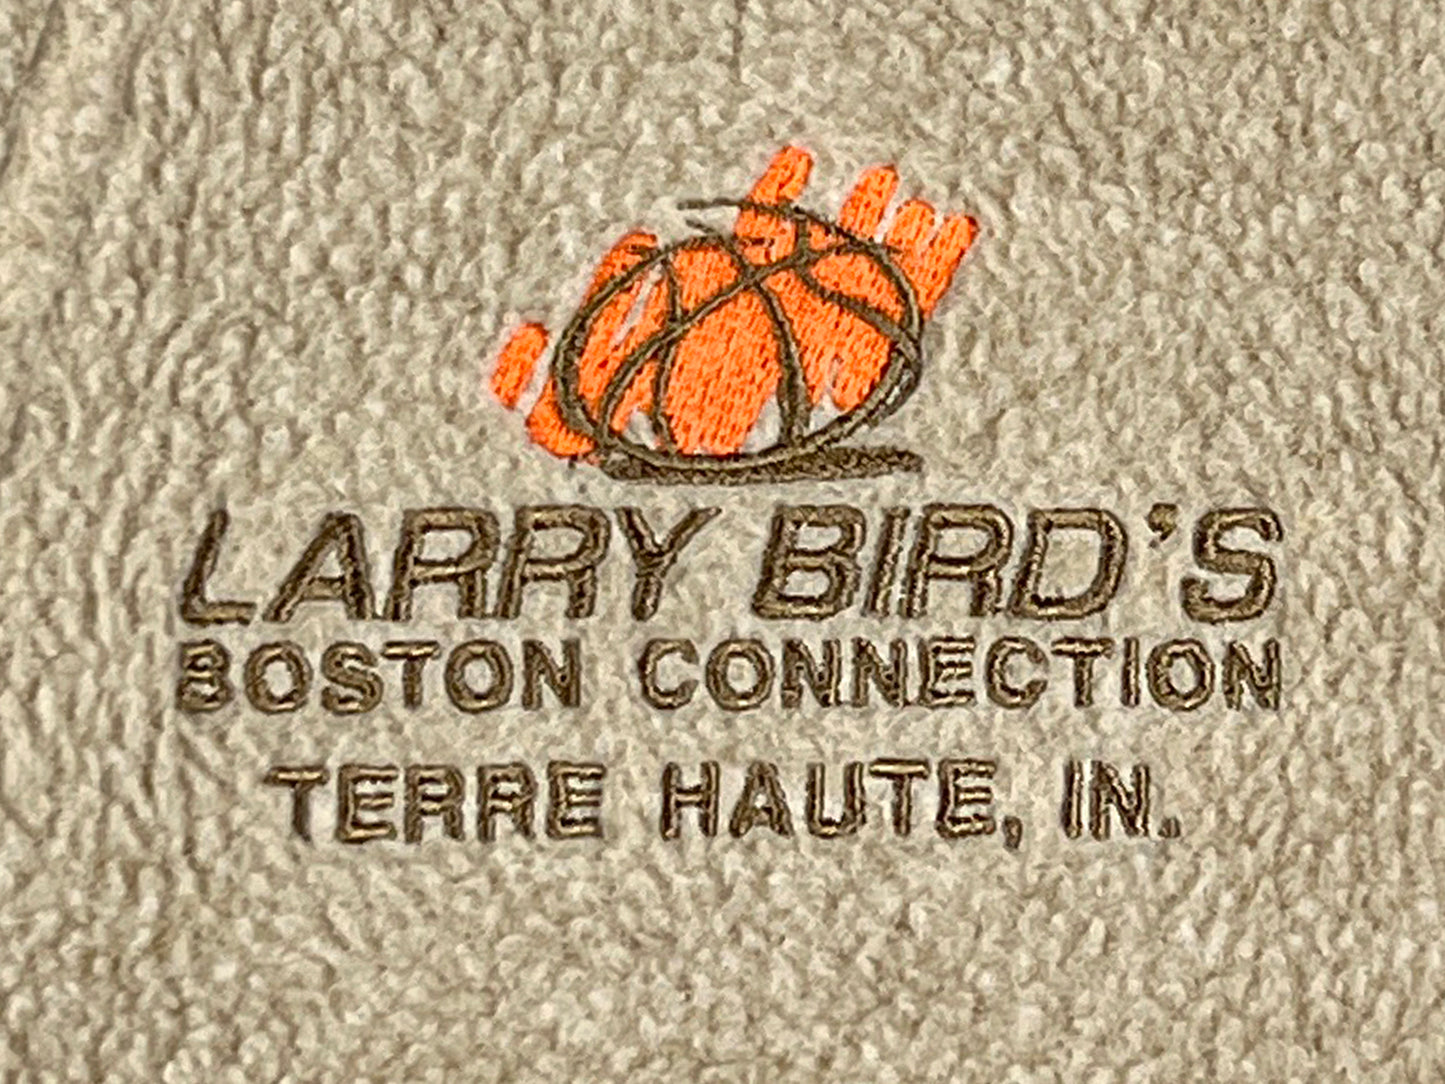 LARRY BIRD'S
BOSTON CONNECTION
TERRE HAUTE, IN.